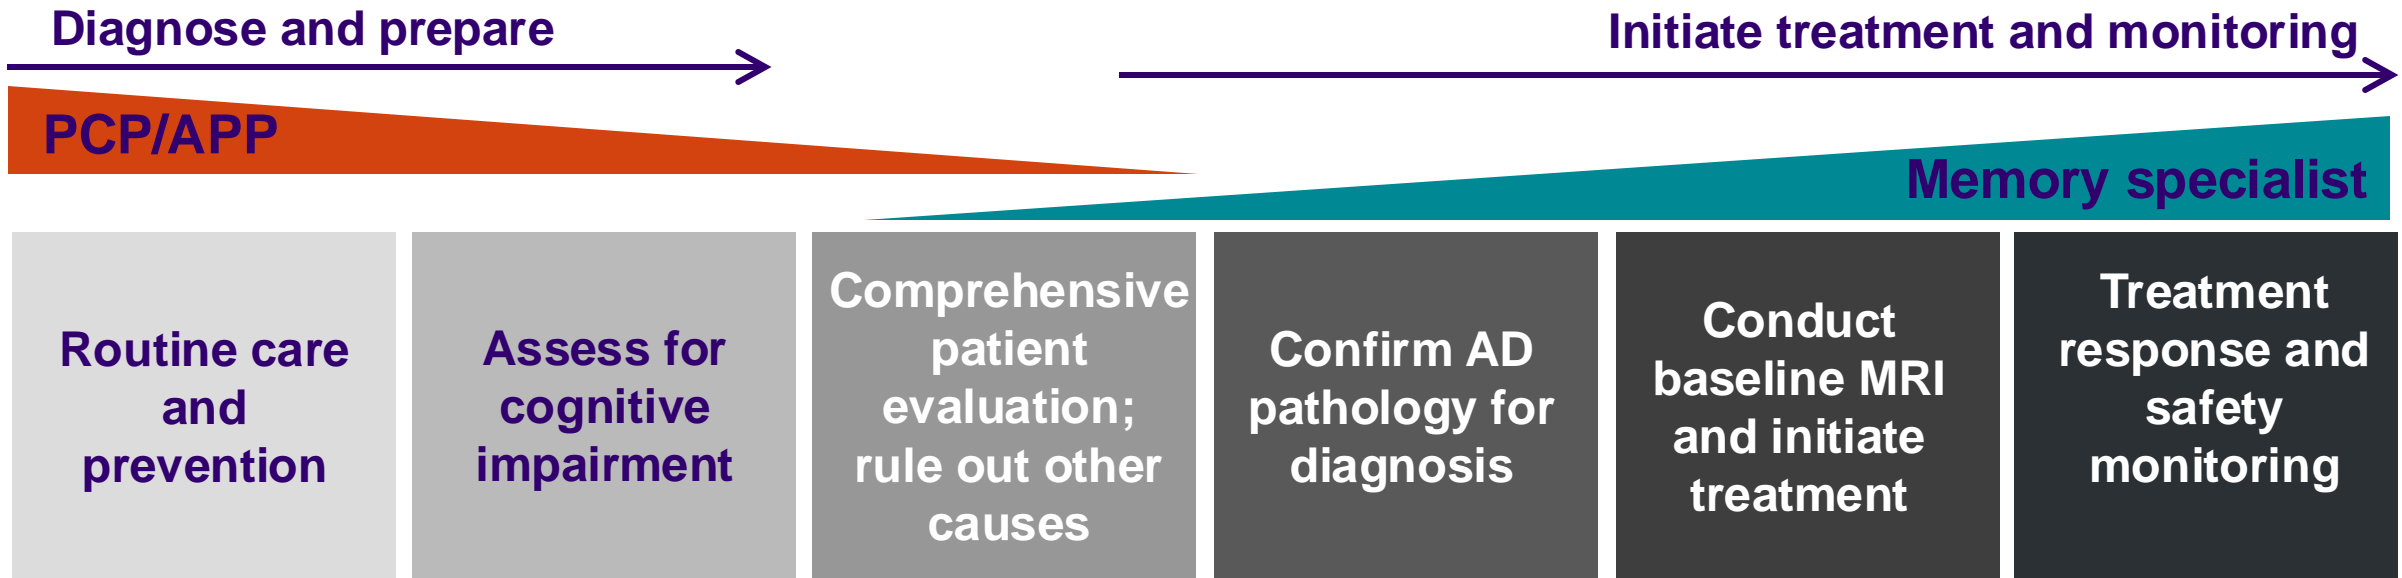 Diagnose and prepare
Initiate treatment and monitoring
PCP/APP
Memory specialist
Routine care
and
prevention
Assess for
cognitive
impairment
Comprehensive
patient
evaluation;
rule out other
causes
Confirm AD
pathology for
diagnosis
Conduct
baseline MRI
and initiate
treatment
Treatment
response and
safety
monitoring